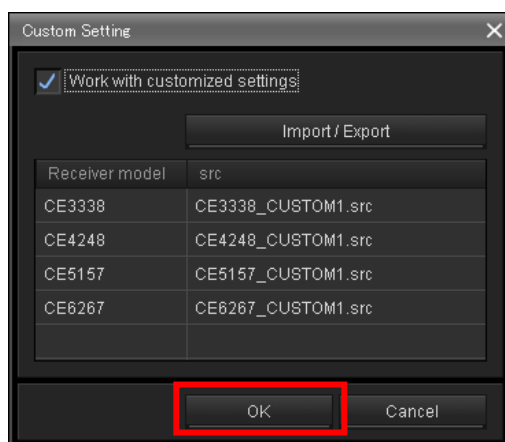 Custom Setting
Work with customized settings
Import / Export
Receiver model src
CE3338 CE3338_CUSTOM1.src
CE4248 CE4248_CUSTOM1.src
CE5157 CE5157_CUSTOM1.src
CE6267 CE6267_CUSTOM1.src
OK Cancel